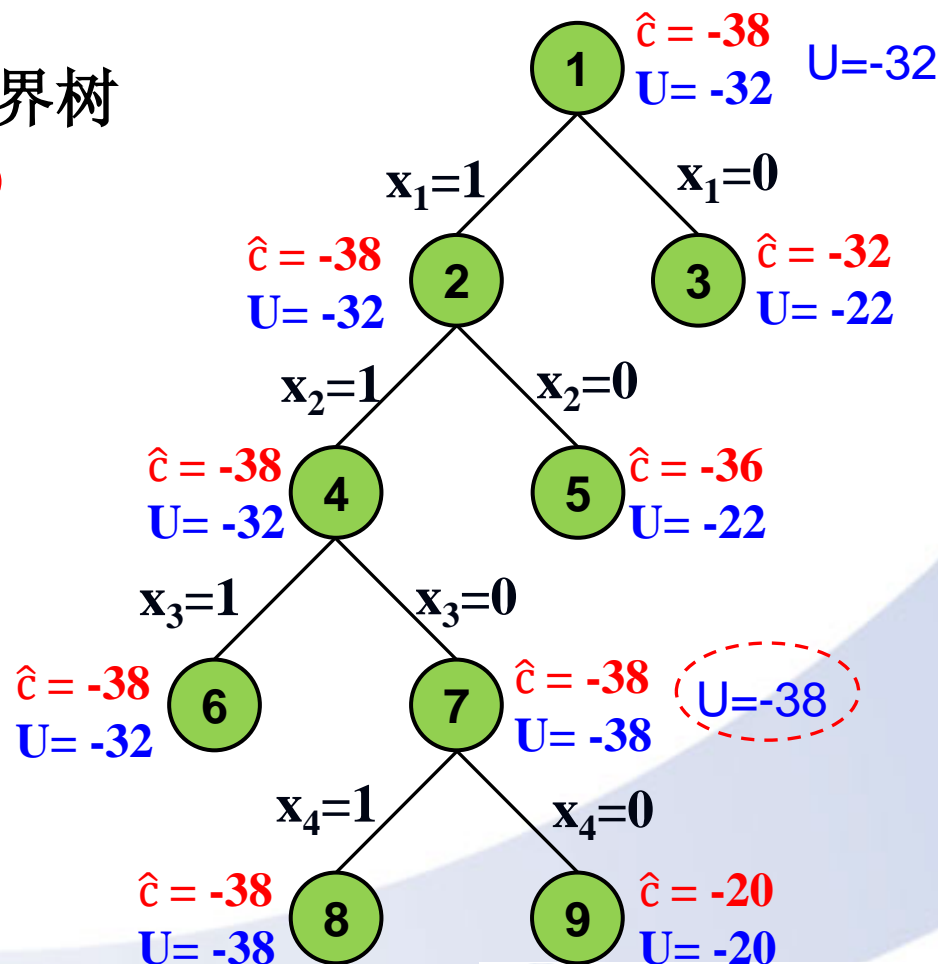 界树
)
1
ĉ = -38
U= -32
U=-32
x₁=1
x₁=0
2
ĉ = -38
U= -32
3
ĉ = -32
U= -22
x₂=1
x₂=0
4
ĉ = -38
U= -32
5
ĉ = -36
U= -22
x₃=1
x₃=0
6
ĉ = -38
U= -32
7
ĉ = -38
U= -38
U=-38
x₄=1
x₄=0
8
ĉ = -38
U= -38
9
ĉ = -20
U= -20